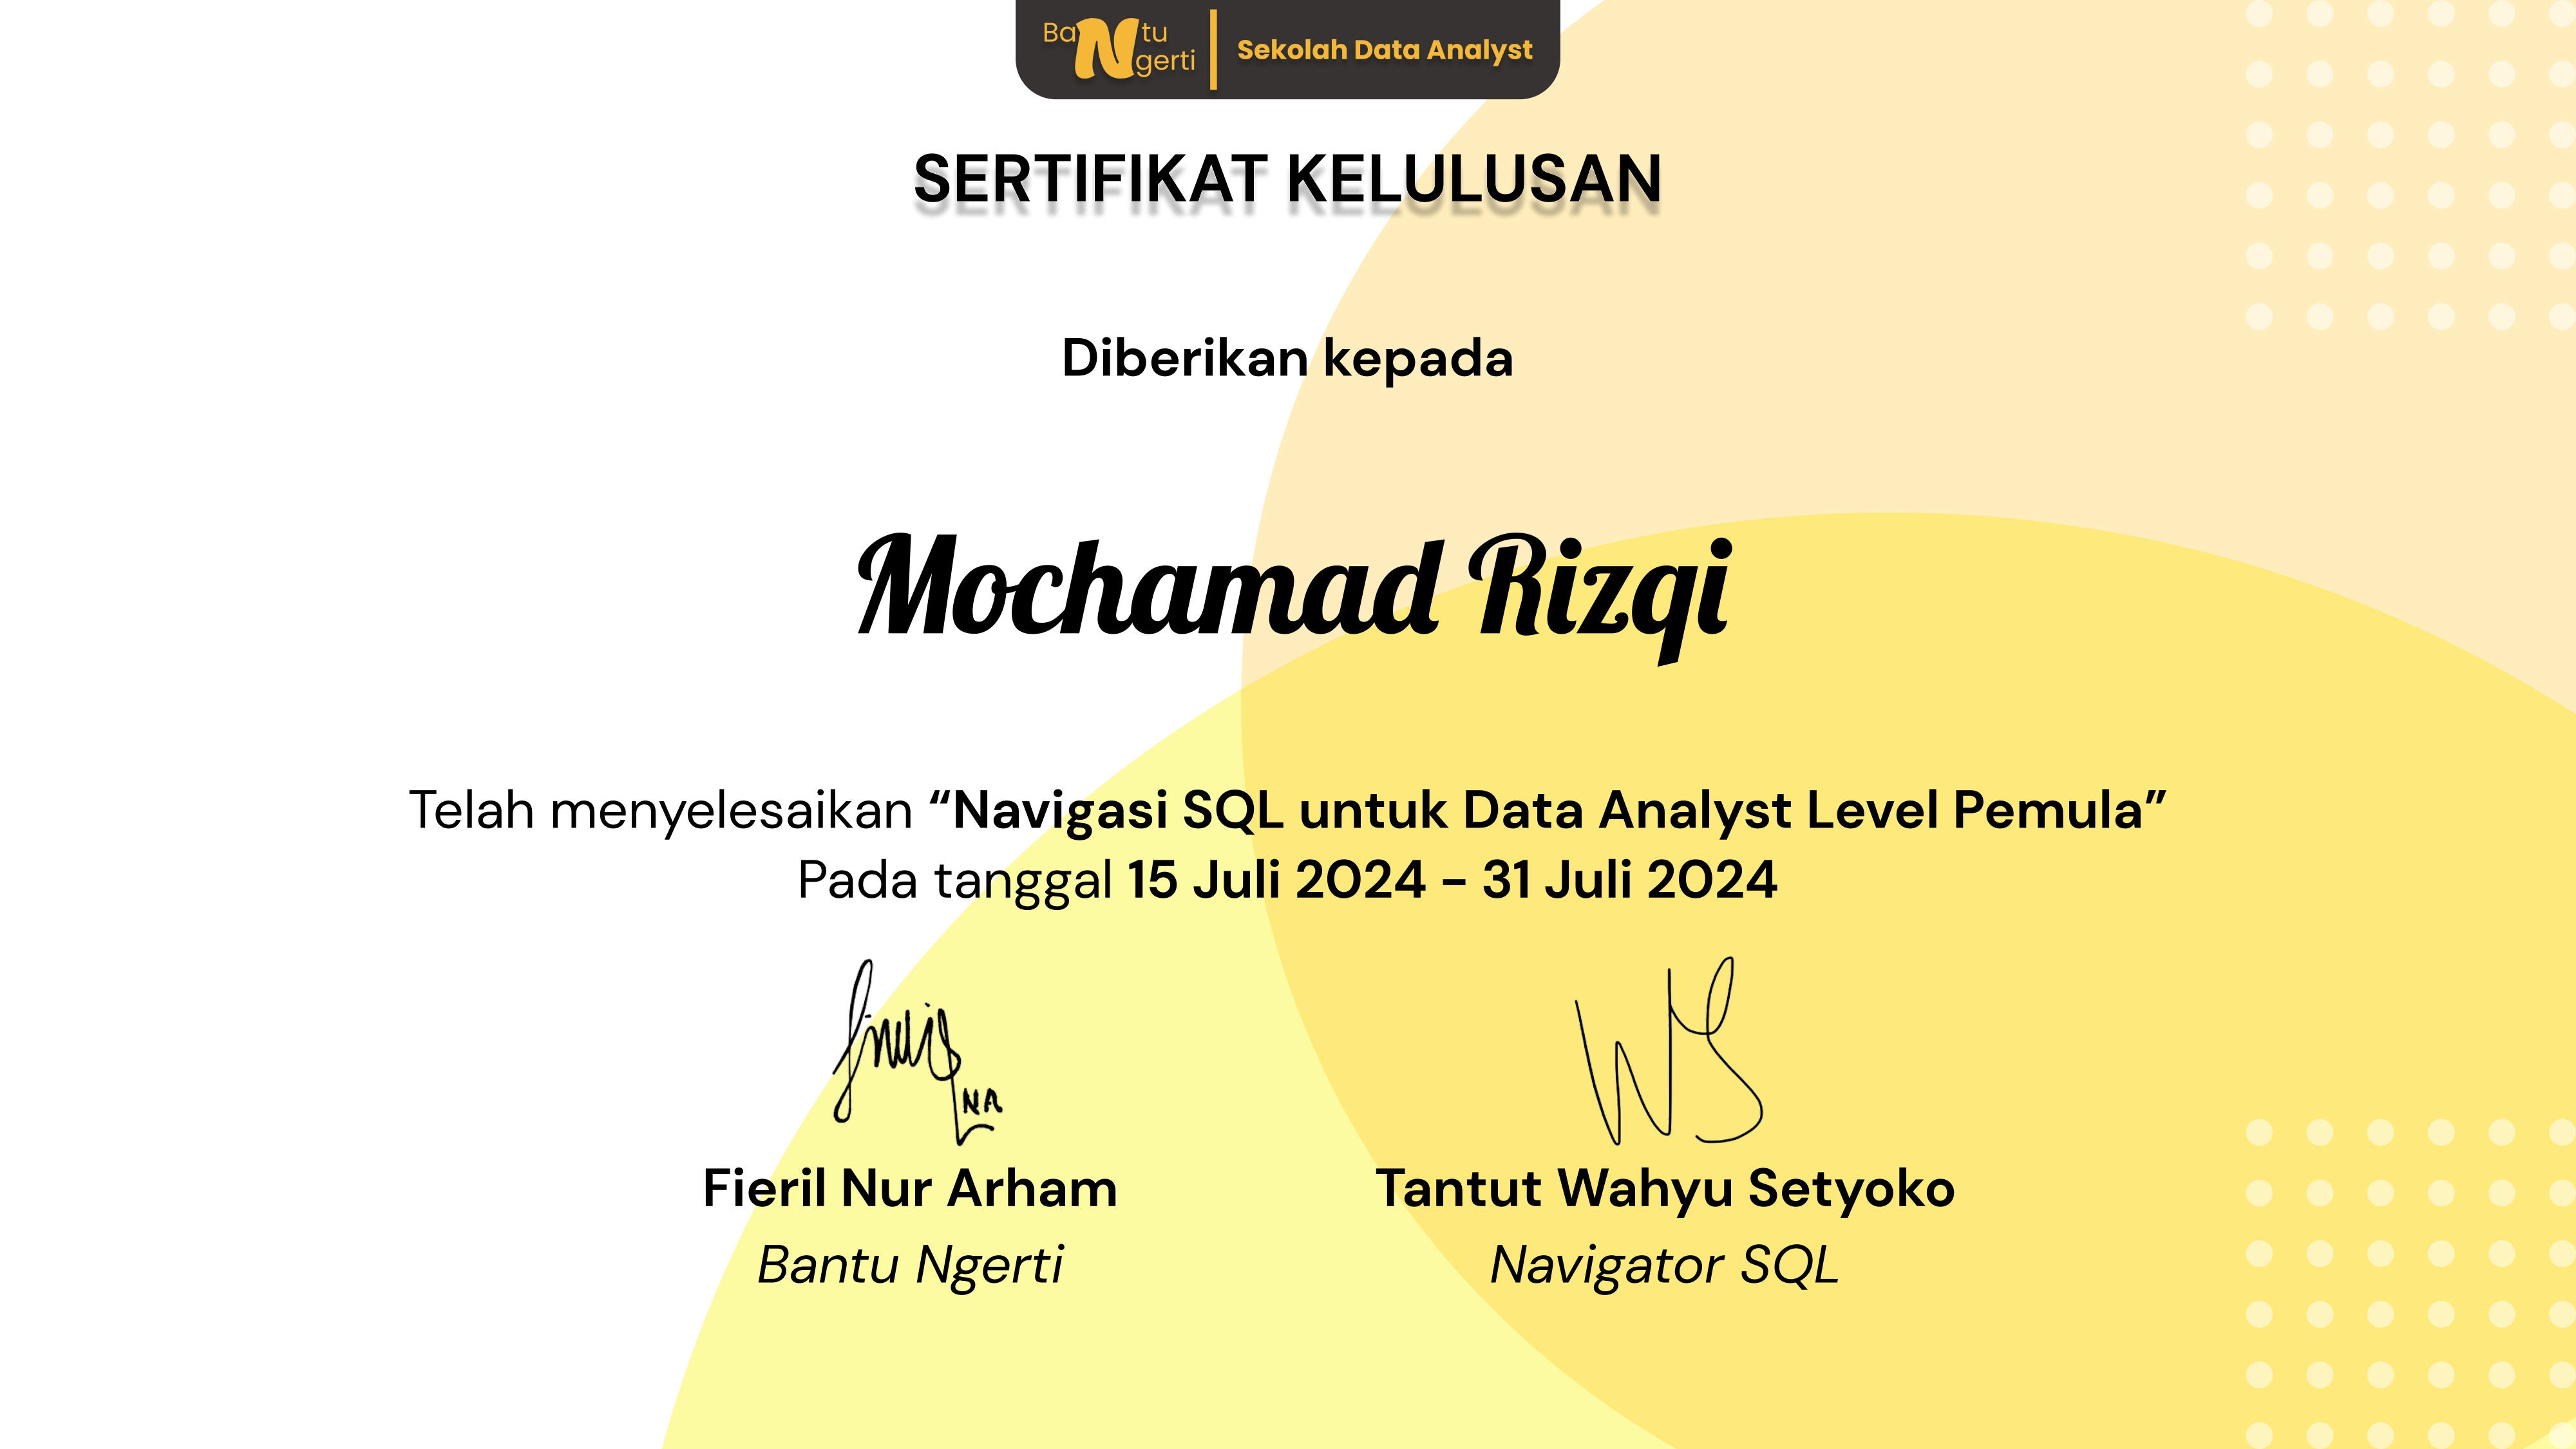 BaNtu
Ngerti
Sekolah Data Analyst
SERTIFIKAT KELULUSAN
Diberikan kepada
Mochamad Rizqi
Telah menyelesaikan “Navigasi SQL untuk Data Analyst Level Pemula”
Pada tanggal 15 Juli 2024 - 31 Juli 2024
NA
WS
Fieril Nur Arham
Tantut Wahyu Setyoko
Bantu Ngerti
Navigator SQL